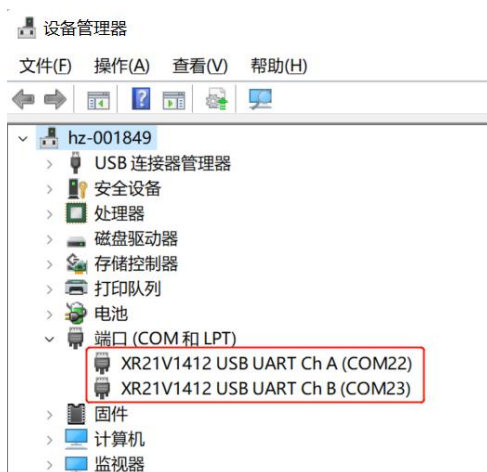 设备管理器
文件(F) 操作(A) 查看(V) 帮助(H)
hz-001849
USB 连接器管理器
安全设备
处理器
磁盘驱动器
存储控制器
打印队列
电池
端口 (COM 和 LPT)
XR21V1412 USB UART Ch A (COM22)
XR21V1412 USB UART Ch B (COM23)
固件
计算机
监视器